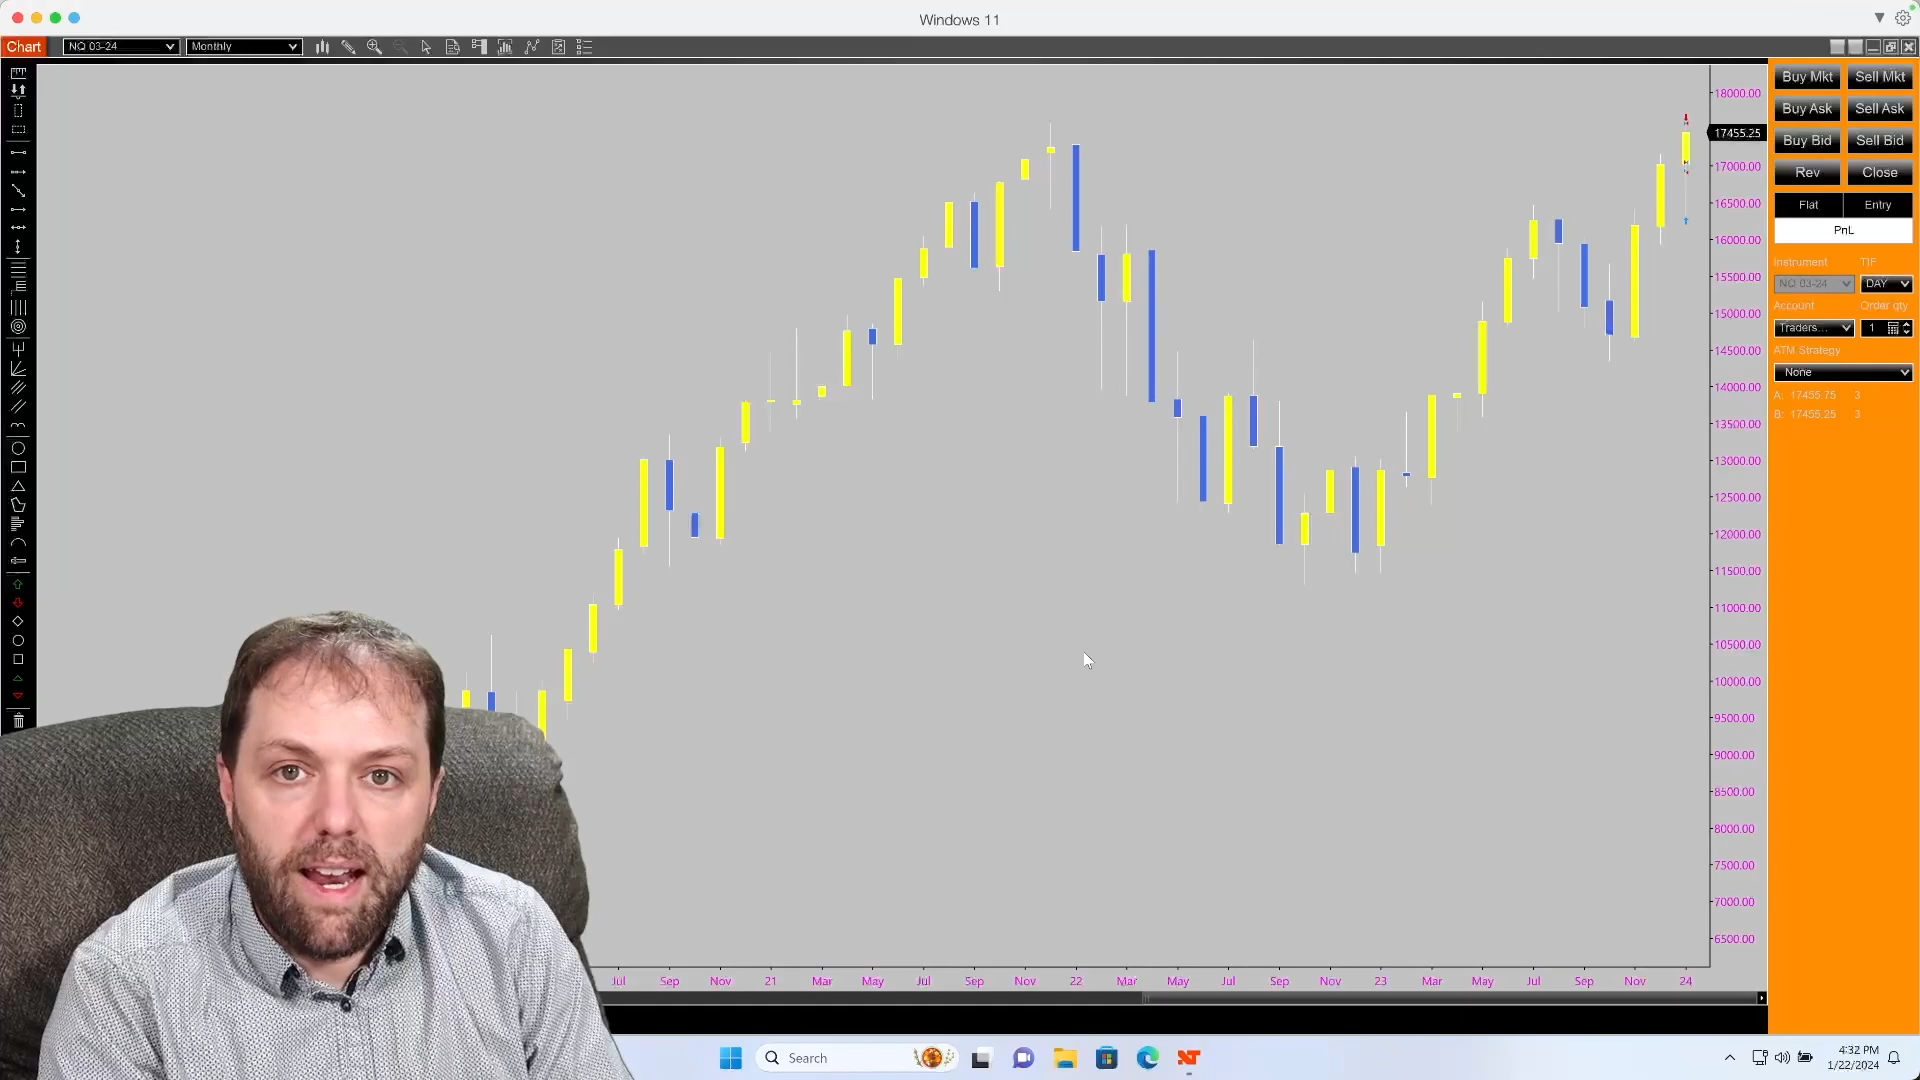 Windows 11
Chart
NQ 03-24
Monthly
18000.00
17455.25
17000.00
16500.00
16000.00
15500.00
15000.00
14500.00
14000.00
13500.00
13000.00
12500.00
12000.00
11500.00
11000.00
10500.00
10000.00
9500.00
9000.00
8500.00
8000.00
7500.00
7000.00
6500.00
Jul Sep Nov 21 Mar May Jul Sep Nov 22 Mar May Jul Sep Nov 23 Mar May Jul Sep Nov 24
Buy Mkt Sell Mkt
Buy Ask Sell Ask
Buy Bid Sell Bid
Rev Close
Flat Entry
PnL
Instrument TIF
NQ 03-24 DAY
Account Order qty
Traders... 1
ATM Strategy
None
A: 17455.75 3
B: 17455.25 3
Search
4:32 PM
1/22/2024